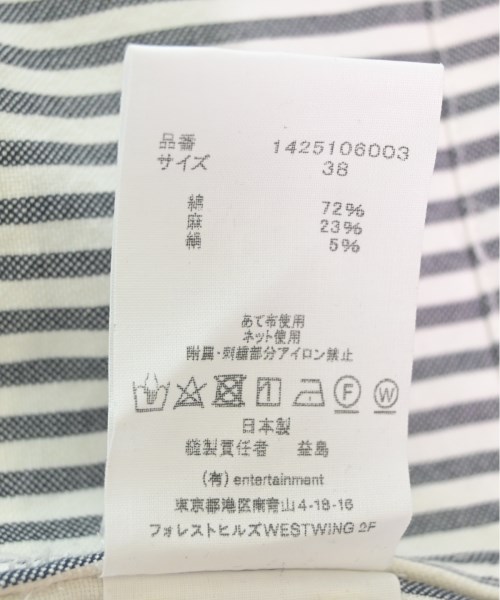 品番 1425106003
サイズ 38
綿 72%
麻 23%
絹 5%
あて布使用
ネット使用
附属・刺繍部分アイロン禁止
F W
日本製
縫製責任者 益島
(有) entertainment
東京都港区南青山4-18-16
フォレストヒルズWESTWING 2F